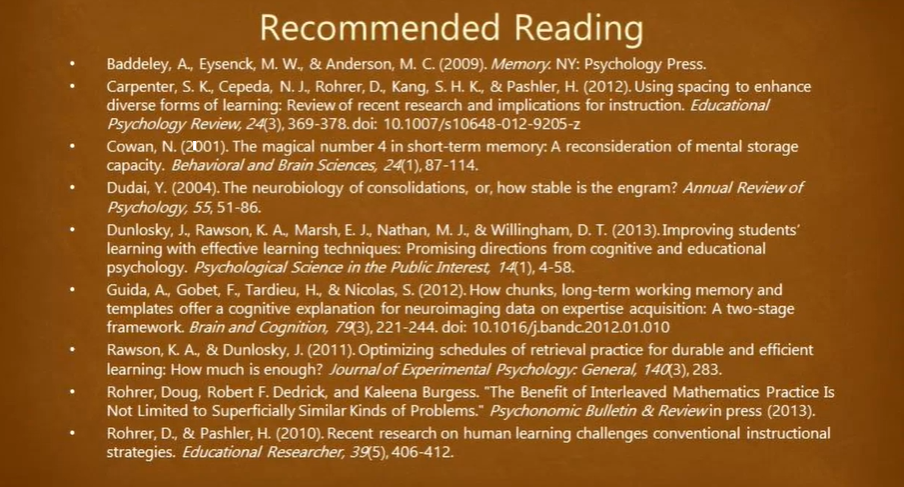 Recommended Reading
• Baddeley, A., Eysenck, M. W., & Anderson, M. C. (2009). Memory. NY: Psychology Press.
• Carpenter, S. K., Cepeda, N. J., Rohrer, D., Kang, S. H. K., & Pashler, H. (2012). Using spacing to enhance
diverse forms of learning: Review of recent research and implications for instruction. Educational
Psychology Review, 24(3), 369-378. doi: 10.1007/s10648-012-9205-z
• Cowan, N. (2001). The magical number 4 in short-term memory: A reconsideration of mental storage
capacity. Behavioral and Brain Sciences, 24(1), 87-114.
• Dudai, Y. (2004). The neurobiology of consolidations, or, how stable is the engram? Annual Review of
Psychology, 55, 51-86.
• Dunlosky, J., Rawson, K. A., Marsh, E. J., Nathan, M. J., & Willingham, D. T. (2013). Improving students’
learning with effective learning techniques: Promising directions from cognitive and educational
psychology. Psychological Science in the Public Interest, 14(1), 4-58.
• Guida, A., Gobet, F., Tardieu, H., & Nicolas, S. (2012). How chunks, long-term working memory and
templates offer a cognitive explanation for neuroimaging data on expertise acquisition: A two-stage
framework. Brain and Cognition, 79(3), 221-244. doi: 10.1016/j.bandc.2012.01.010
• Rawson, K. A., & Dunlosky, J. (2011). Optimizing schedules of retrieval practice for durable and efficient
learning: How much is enough? Journal of Experimental Psychology: General, 140(3), 283.
• Rohrer, Doug, Robert F. Dedrick, and Kaleena Burgess. "The Benefit of Interleaved Mathematics Practice Is
Not Limited to Superficially Similar Kinds of Problems." Psychonomic Bulletin & Review in press (2013).
• Rohrer, D., & Pashler, H. (2010). Recent research on human learning challenges conventional instructional
strategies. Educational Researcher, 39(5), 406-412.